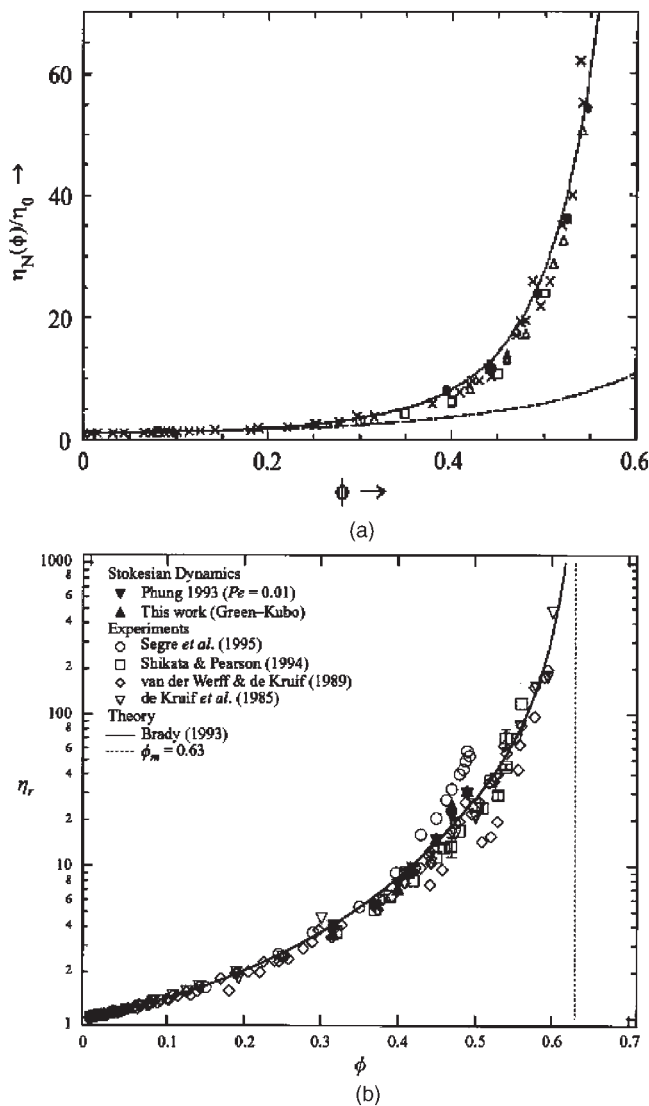 60
40
20
0
η_N(ϕ)/η_0 →
0 0.2 0.4 0.6
ϕ →
(a)
1000
8
6
4
2
100
8
6
4
2
10
8
6
4
2
1
η_r
Stokesian Dynamics
▼ Phung 1993 (Pe = 0.01)
▲ This work (Green–Kubo)
Experiments
○ Segre et al. (1995)
□ Shikata & Pearson (1994)
◇ van der Werff & de Kruif (1989)
▽ de Kruif et al. (1985)
Theory
Brady (1993)
ϕ_m = 0.63
0 0.1 0.2 0.3 0.4 0.5 0.6 0.7
ϕ
(b)